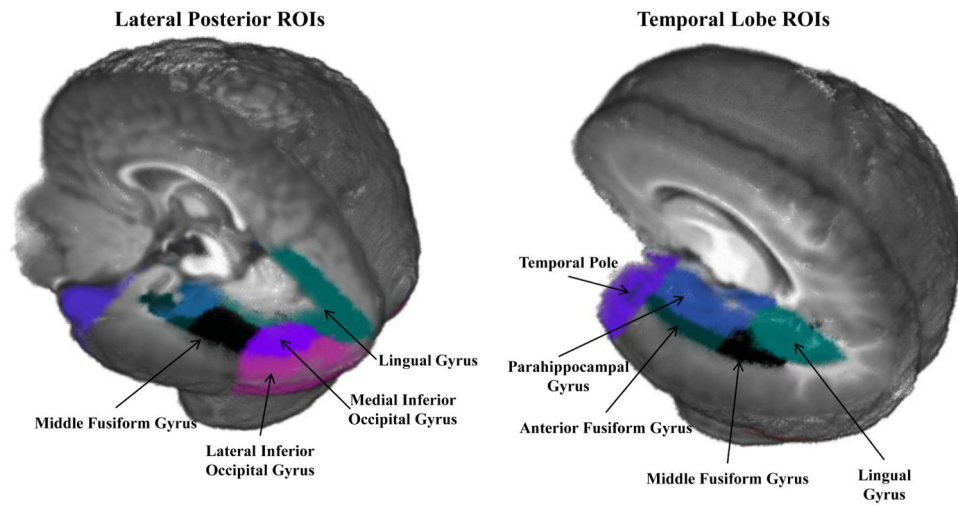 Lateral Posterior ROIs
Lingual Gyrus
Medial Inferior
Occipital Gyrus
Middle Fusiform Gyrus
Lateral Inferior
Occipital Gyrus
Temporal Lobe ROIs
Temporal Pole
Parahippocampal
Gyrus
Anterior Fusiform Gyrus
Middle Fusiform Gyrus
Lingual
Gyrus